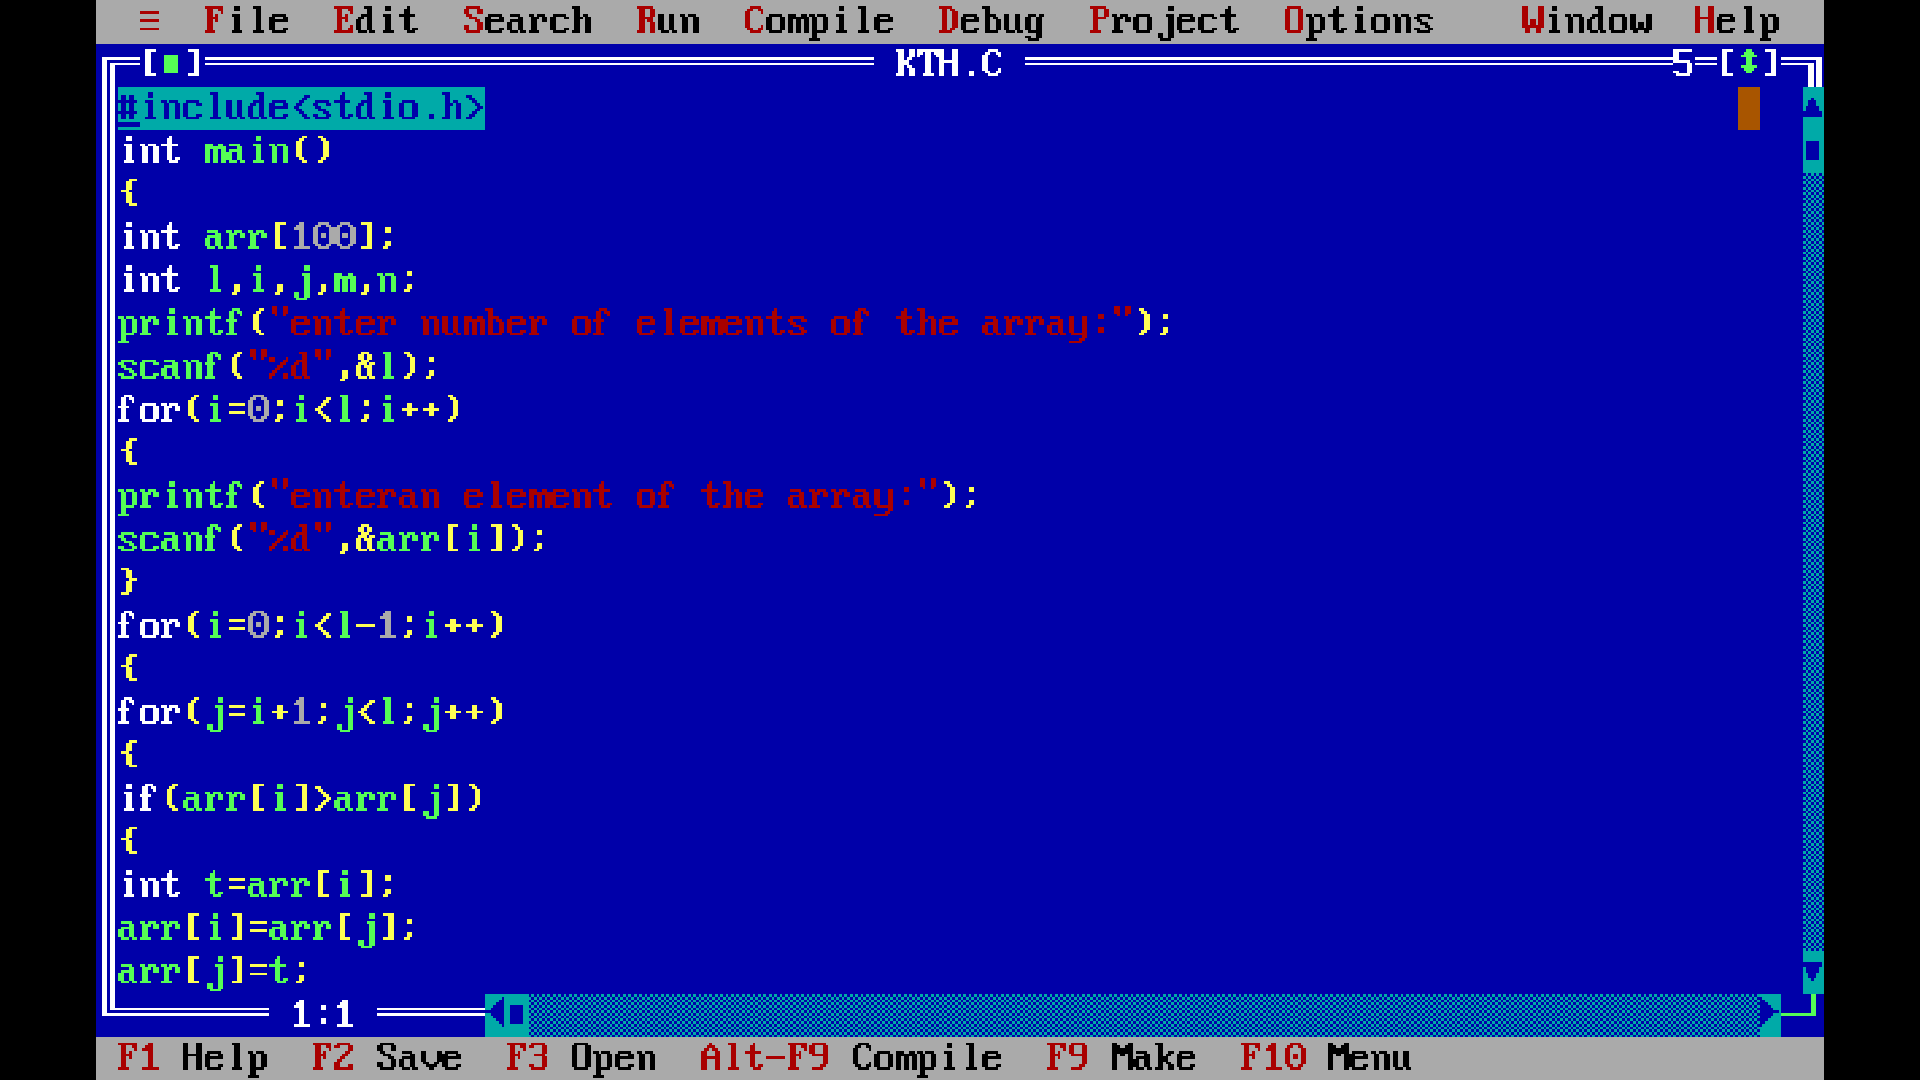 ≡ File Edit Search Run Compile Debug Project Options Window Help
[■] KTH.C 5=[↕]
#include<stdio.h>
int main()
{
int arr[100];
int l,i,j,m,n;
printf("enter number of elements of the array:");
scanf("%d",&l);
for(i=0;i<l;i++)
{
printf("enteran element of the array:");
scanf("%d",&arr[i]);
}
for(i=0;i<l-1;i++)
{
for(j=i+1;j<l;j++)
{
if(arr[i]>arr[j])
{
int t=arr[i];
arr[i]=arr[j];
arr[j]=t;
1:1
F1 Help F2 Save F3 Open Alt-F9 Compile F9 Make F10 Menu